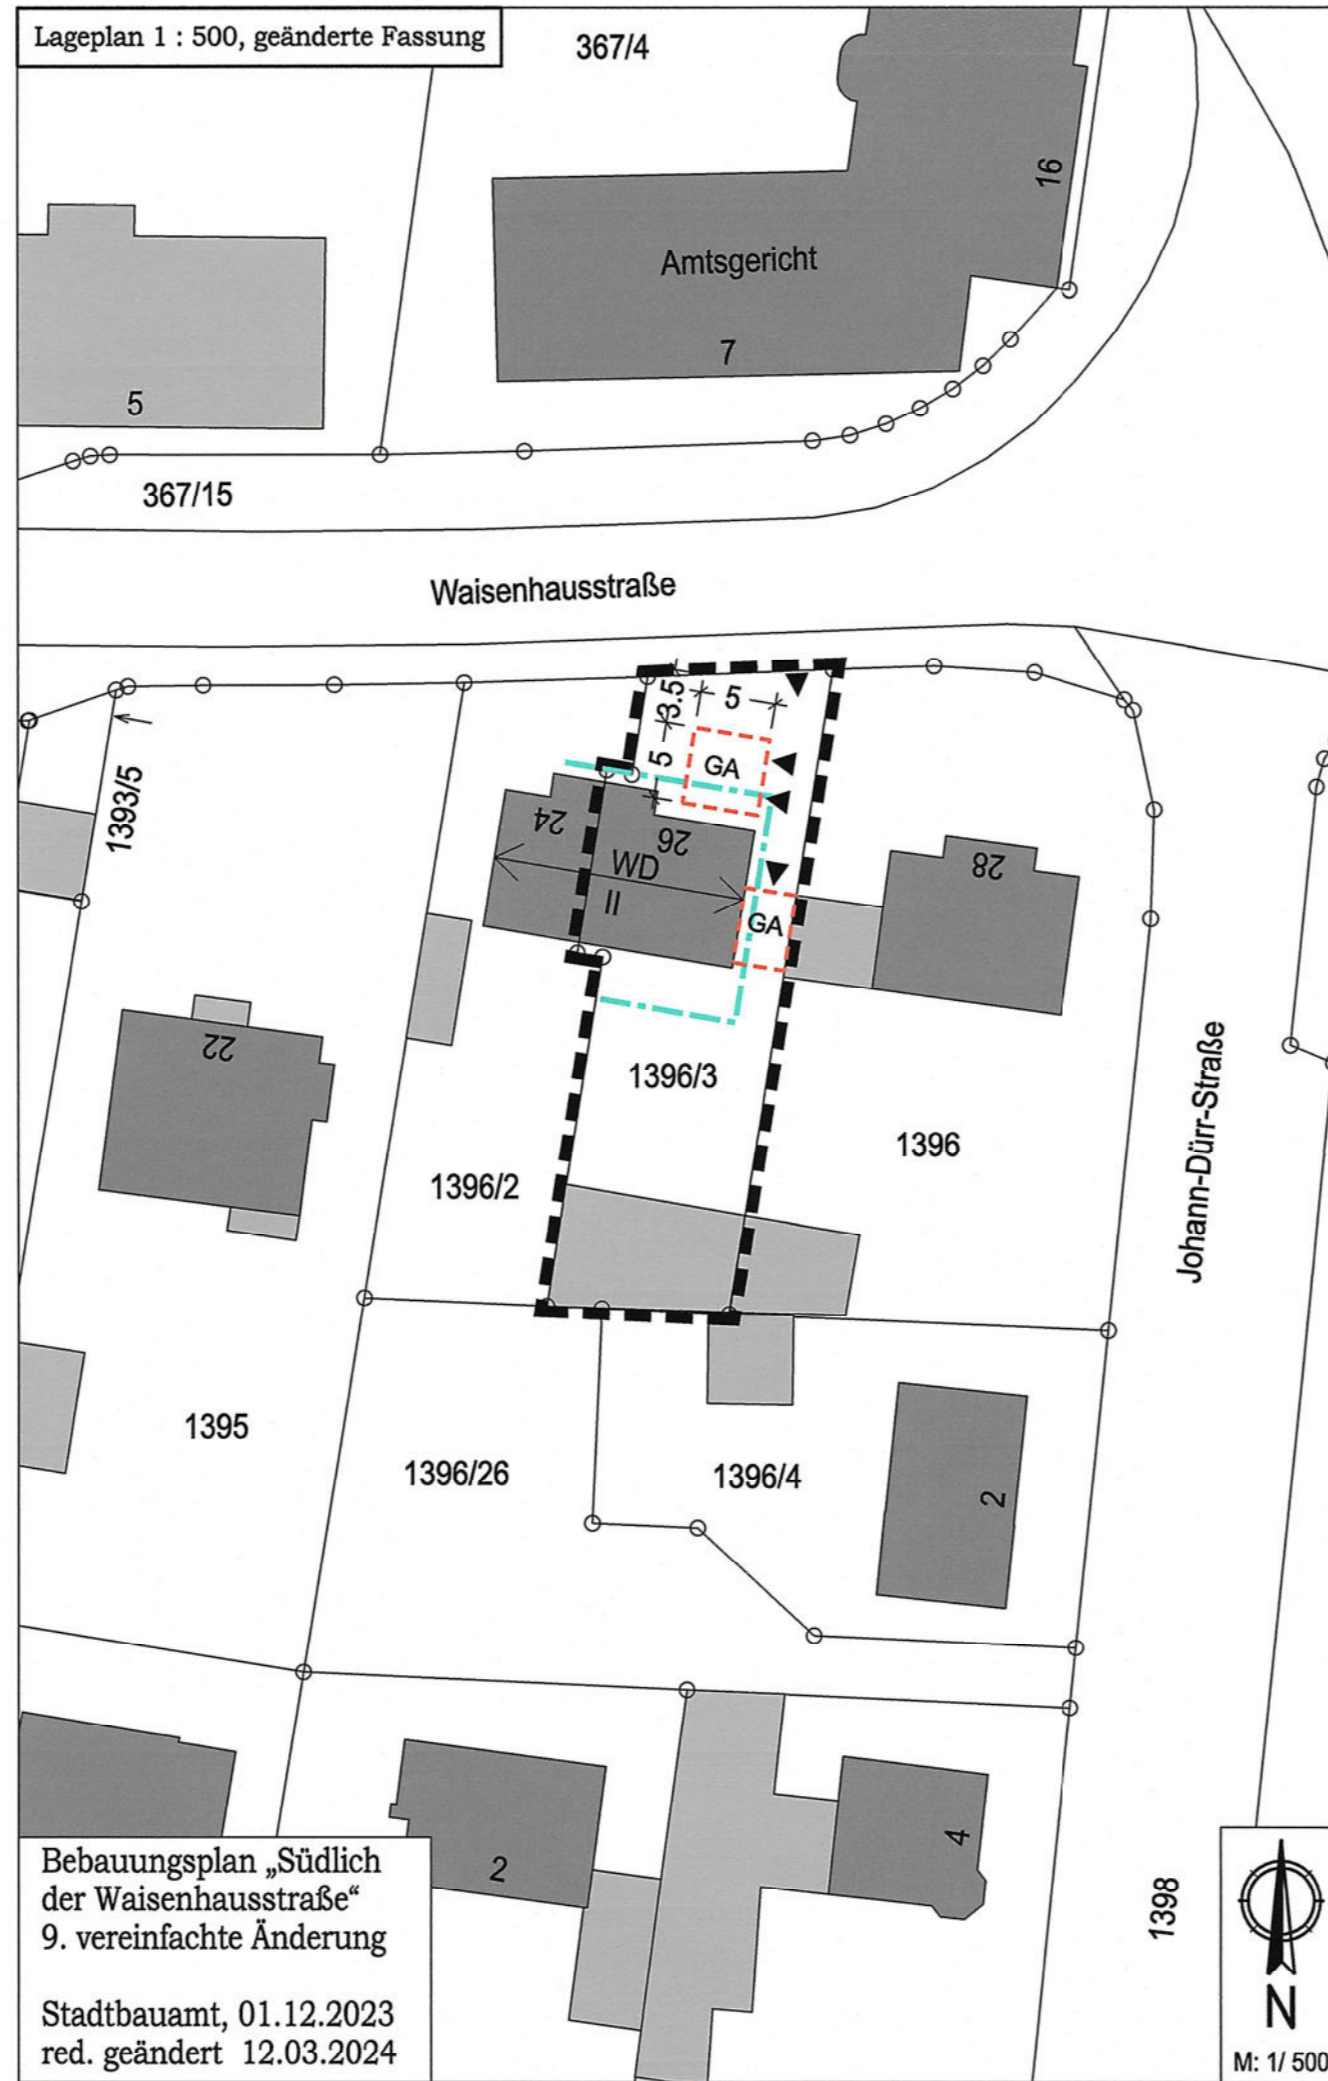 Lageplan 1 : 500, geänderte Fassung
367/4
16
Amtsgericht
7
5
367/15
Waisenhausstraße
3.5
5
5
GA
1393/5
24
26
WD
II
28
GA
22
1396/3
1396
1396/2
Johann-Dürr-Straße
1395
1396/26
1396/4
2
2
4
1398
Bebauungsplan „Südlich
der Waisenhausstraße“
9. vereinfachte Änderung
Stadtbauamt, 01.12.2023
red. geändert 12.03.2024
N
M: 1/ 500